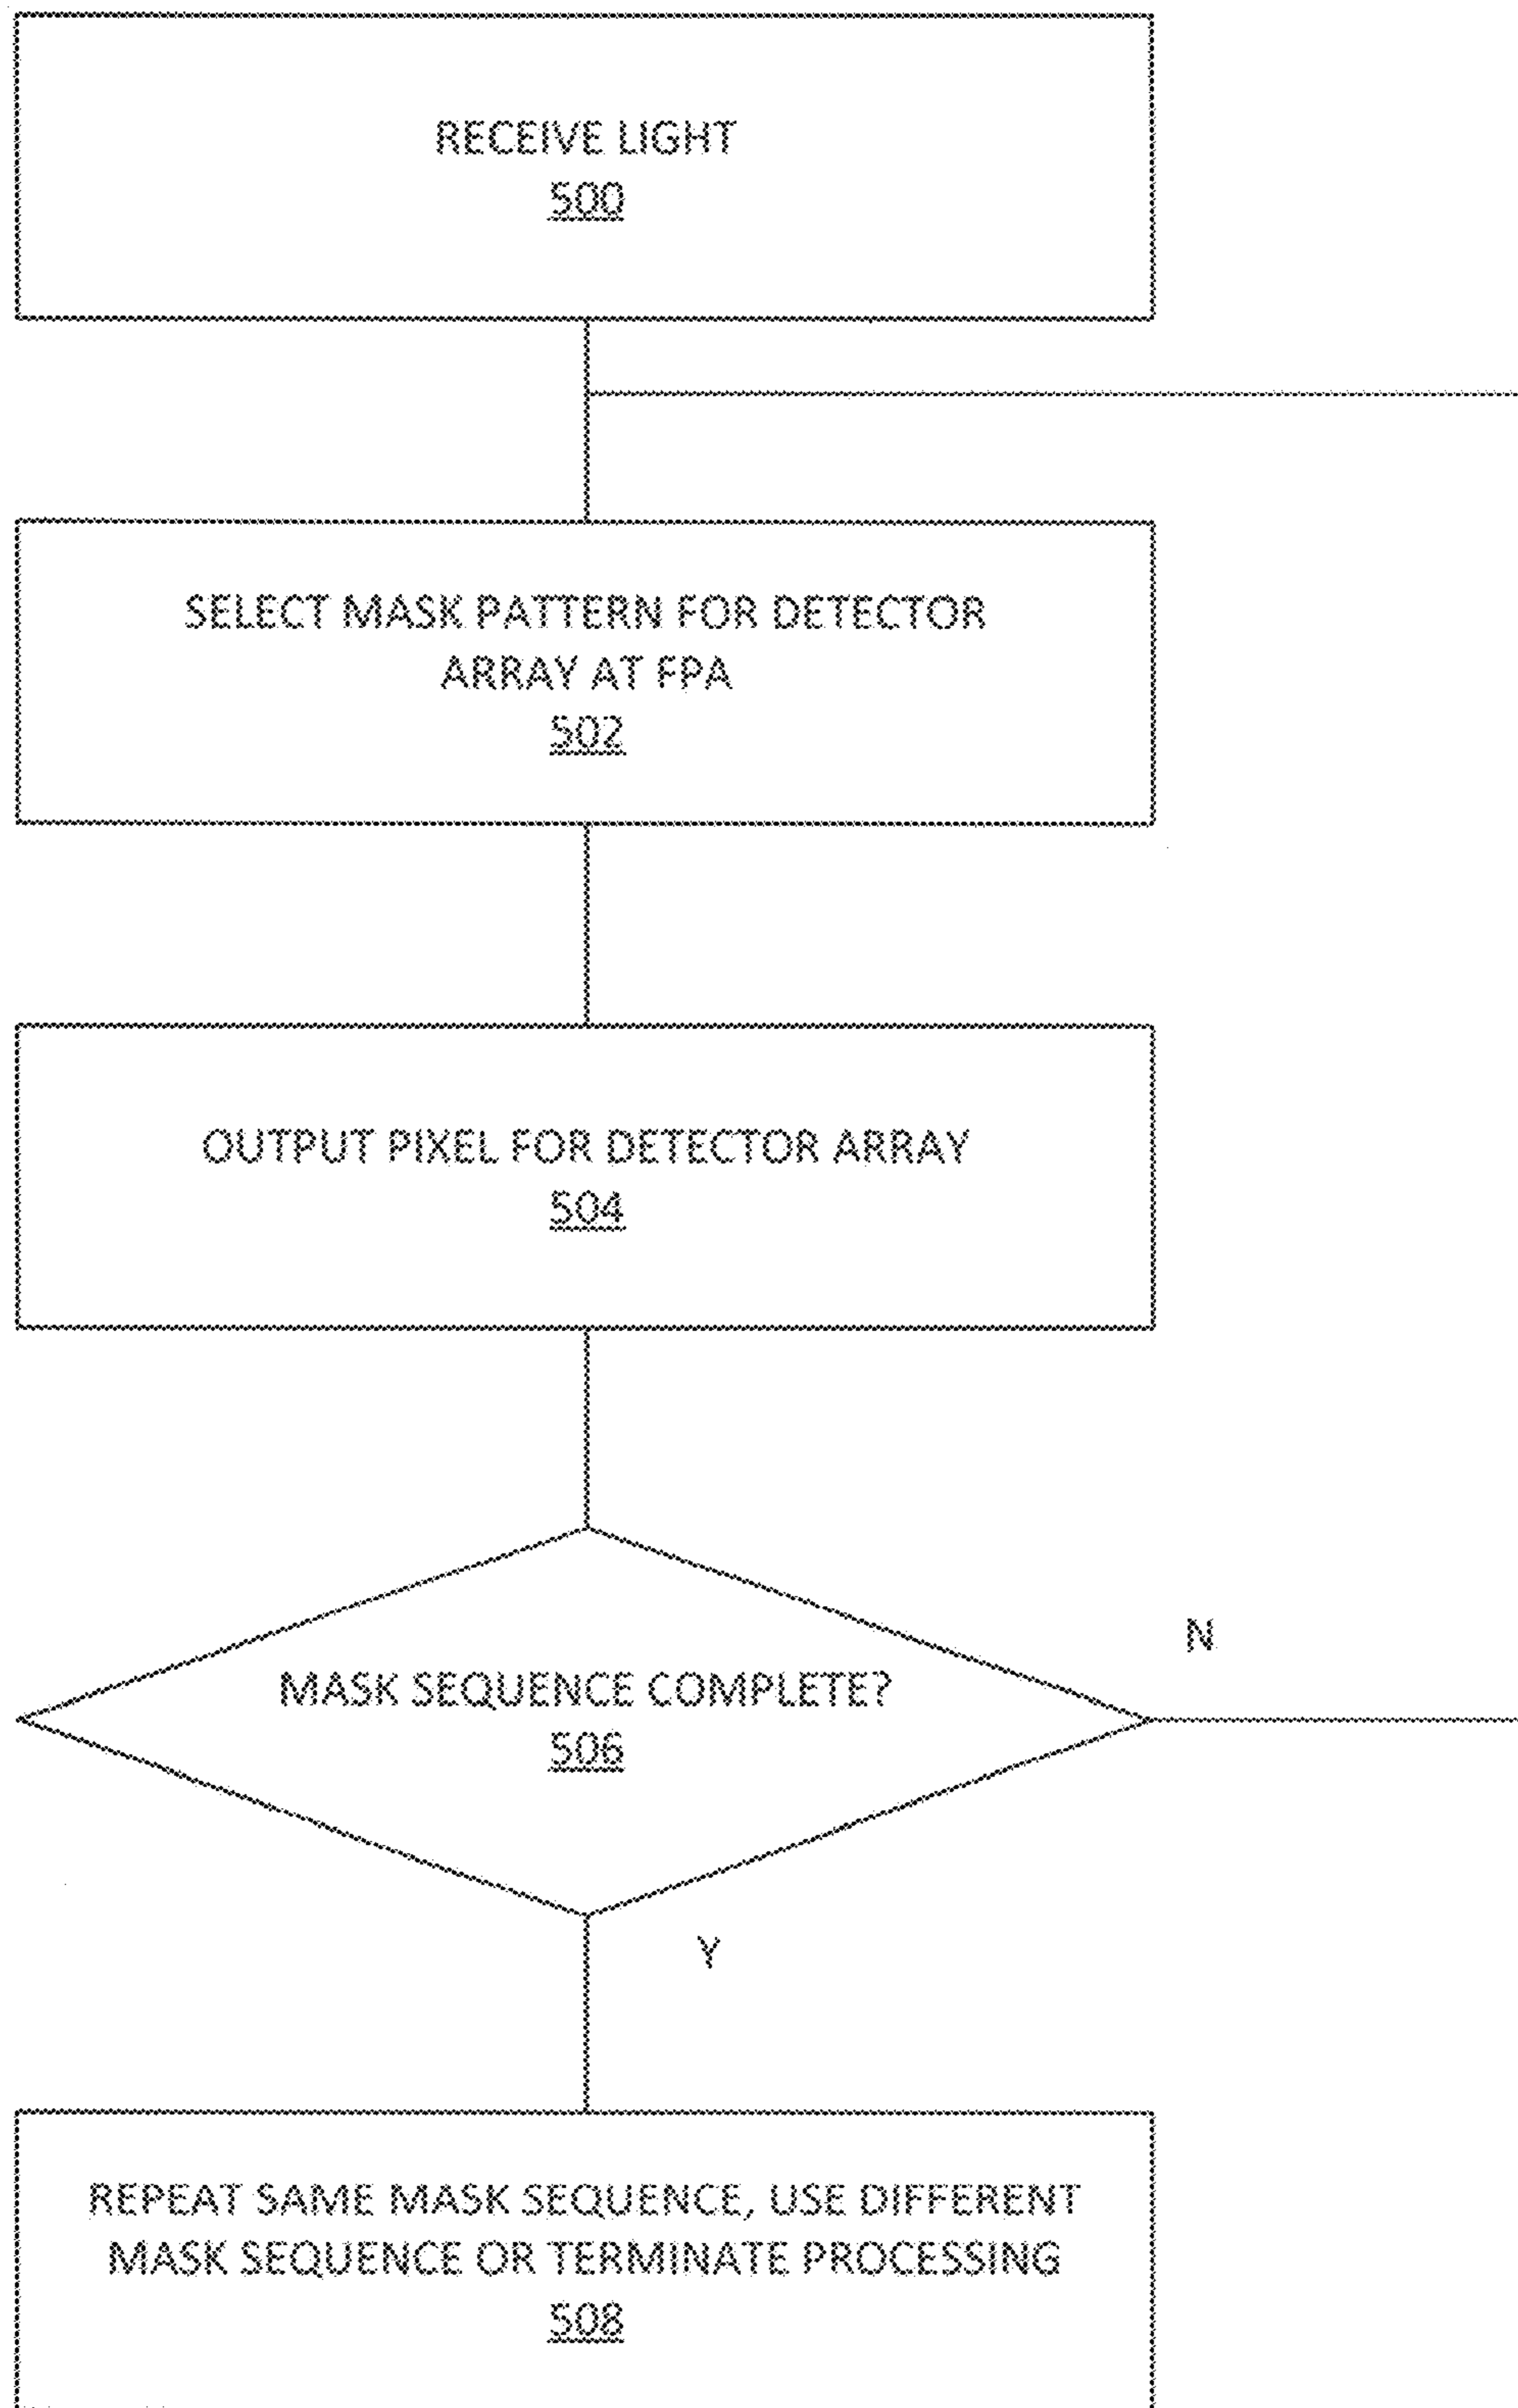 RECEIVE LIGHT
500
SELECT MASK PATTERN FOR DETECTOR
ARRAY AT FPA
502
OUTPUT PIXEL FOR DETECTOR ARRAY
504
MASK SEQUENCE COMPLETE?
506
N
Y
REPEAT SAME MASK SEQUENCE, USE DIFFERENT
MASK SEQUENCE OR TERMINATE PROCESSING
508